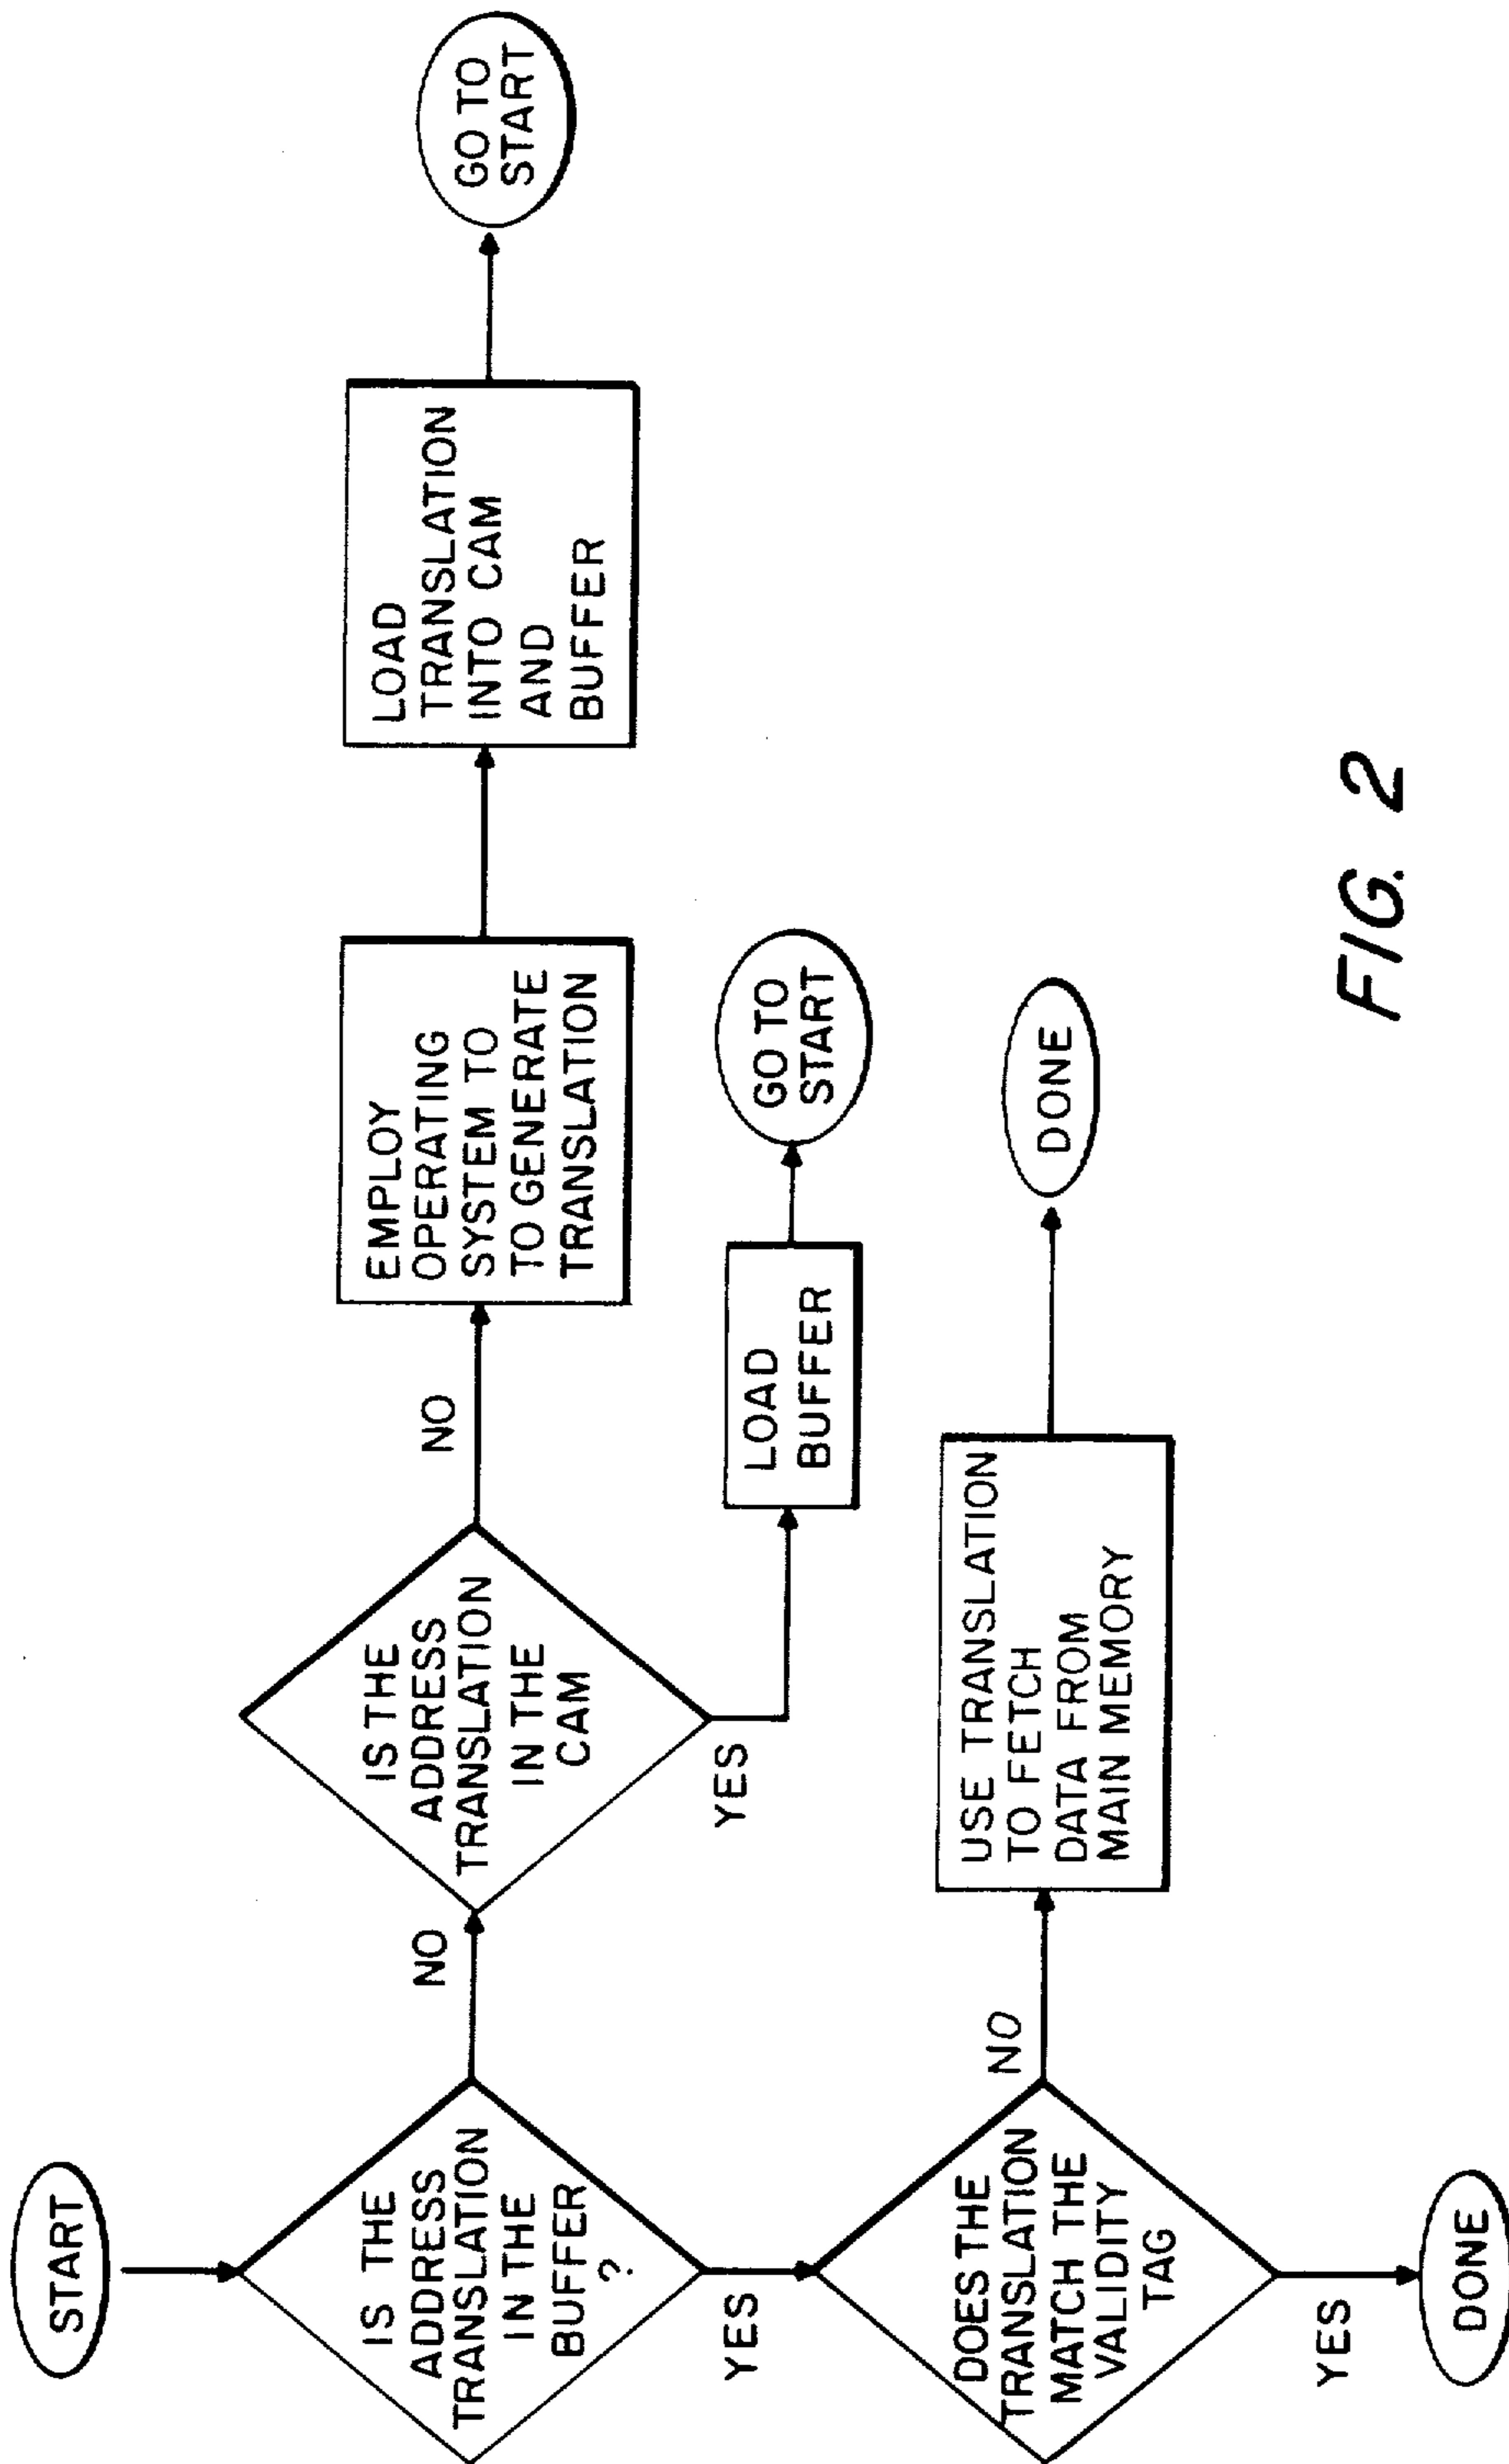 START
IS THE
ADDRESS
TRANSLATION
IN THE
BUFFER
?
NO
YES
IS THE
ADDRESS
TRANSLATION
IN THE
CAM
NO
YES
EMPLOY
OPERATING
SYSTEM TO
TO GENERATE
TRANSLATION
LOAD
TRANSLATION
INTO CAM
AND
BUFFER
GO TO
START
LOAD
BUFFER
GO TO
START
DOES THE
TRANSLATION
MATCH THE
VALIDITY
TAG
NO
YES
USE TRANSLATION
TO FETCH
DATA FROM
MAIN MEMORY
DONE
DONE
FIG. 2